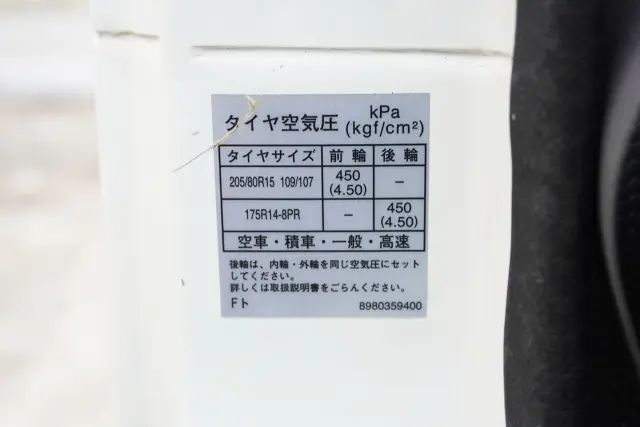 タイヤ空気圧 kPa (kgf/cm²)
タイヤサイズ 前輪 後輪
205/80R15 109/107 450 (4.50) –
175R14-8PR – 450 (4.50)
空車・積車・一般・高速
後輪は、内輪・外輪を同じ空気圧にセット
してください。
詳しくは取扱説明書をごらんください。
Fト 8980359400